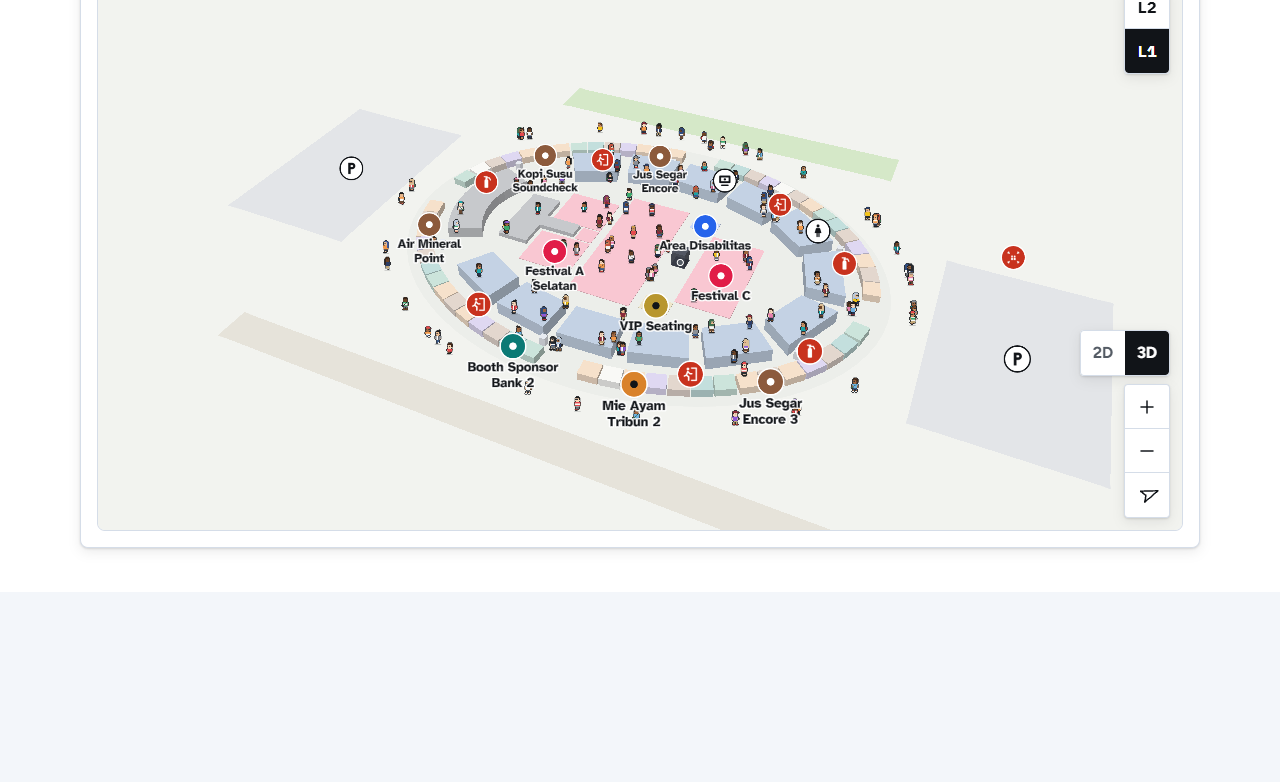 L2
L1
P
Kopi Susu
Soundcheck
Jus Segar
Encore
Air Mineral
Point
Area Disabilitas
Festival A
Selatan
Festival C
VIP Seating
P
2D
3D
Booth Sponsor
Bank 2
Mie Ayam
Tribun 2
Jus Segar
Encore 3
+
−